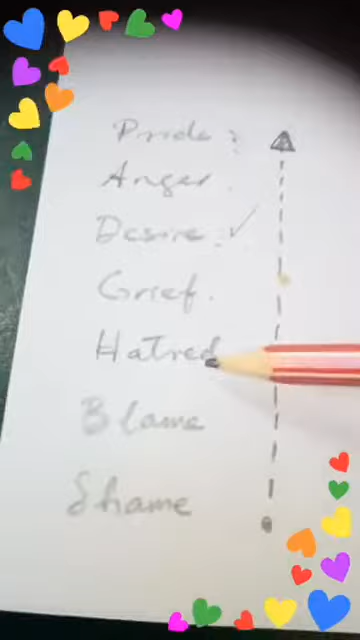 Pride :
Anger.
Desire. ✓
Grief.
Hatred
Blame
Shame